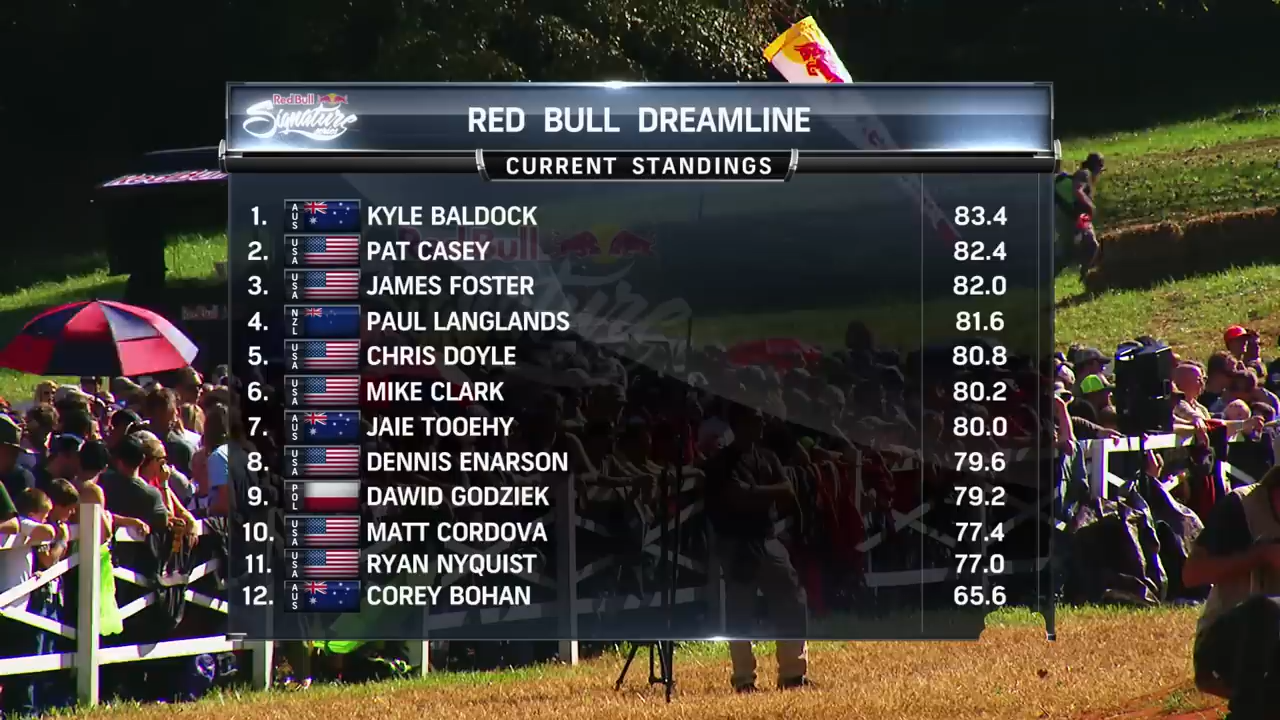 Red Bull
Signature
series
RED BULL DREAMLINE
CURRENT STANDINGS
1. AUS KYLE BALDOCK 83.4
2. USA PAT CASEY 82.4
3. USA JAMES FOSTER 82.0
4. NZL PAUL LANGLANDS 81.6
5. USA CHRIS DOYLE 80.8
6. USA MIKE CLARK 80.2
7. AUS JAIE TOOEHY 80.0
8. USA DENNIS ENARSON 79.6
9. POL DAWID GODZIEK 79.2
10. USA MATT CORDOVA 77.4
11. USA RYAN NYQUIST 77.0
12. AUS COREY BOHAN 65.6